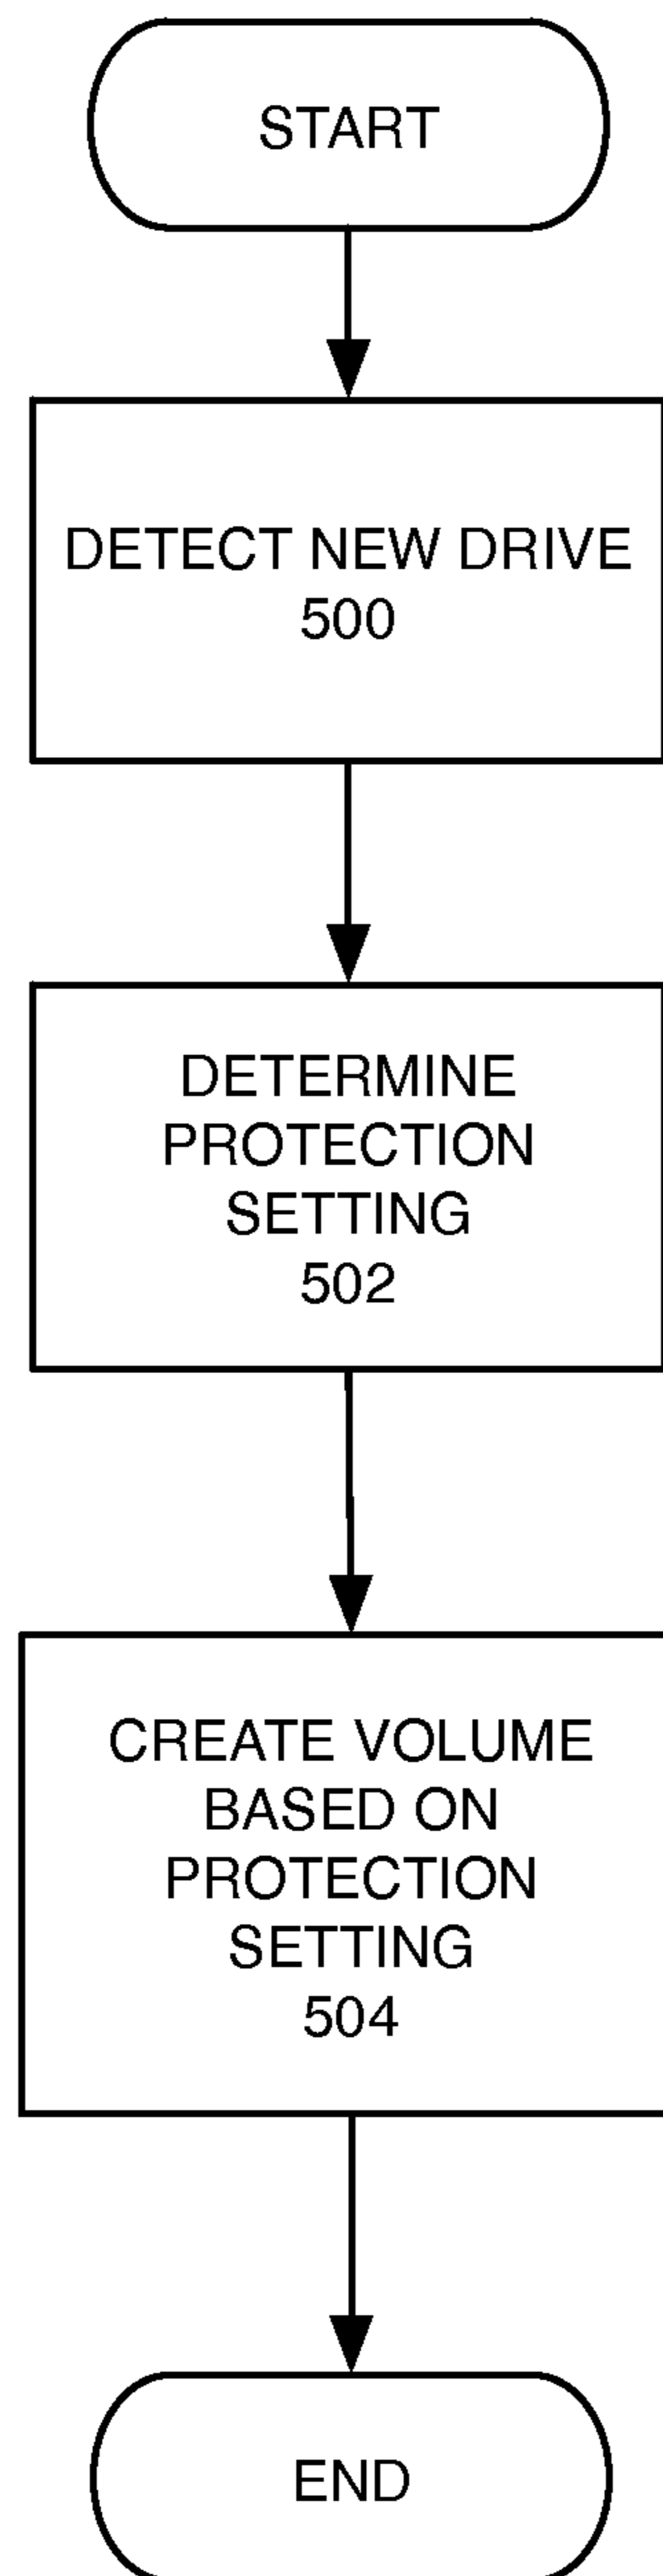 START
DETECT NEW DRIVE
500
DETERMINE
PROTECTION
SETTING
502
CREATE VOLUME
BASED ON
PROTECTION
SETTING
504
END